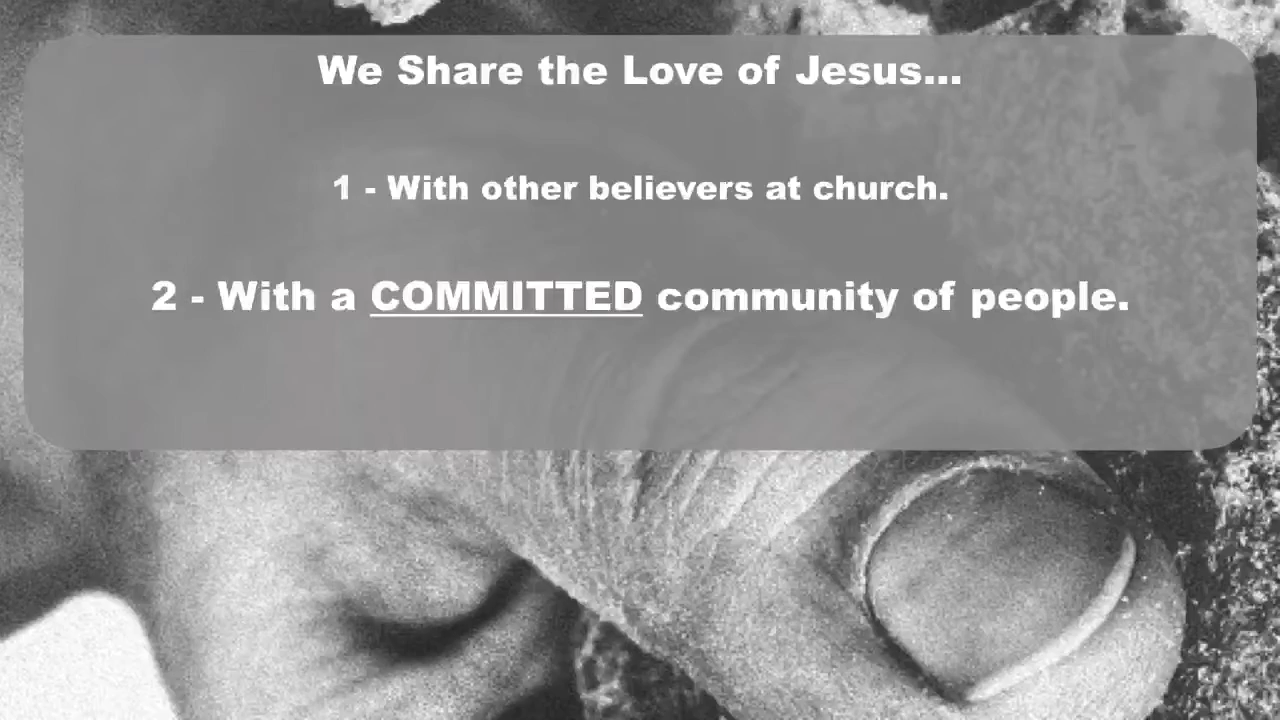 We Share the Love of Jesus...
1 - With other believers at church.
2 - With a COMMITTED community of people.